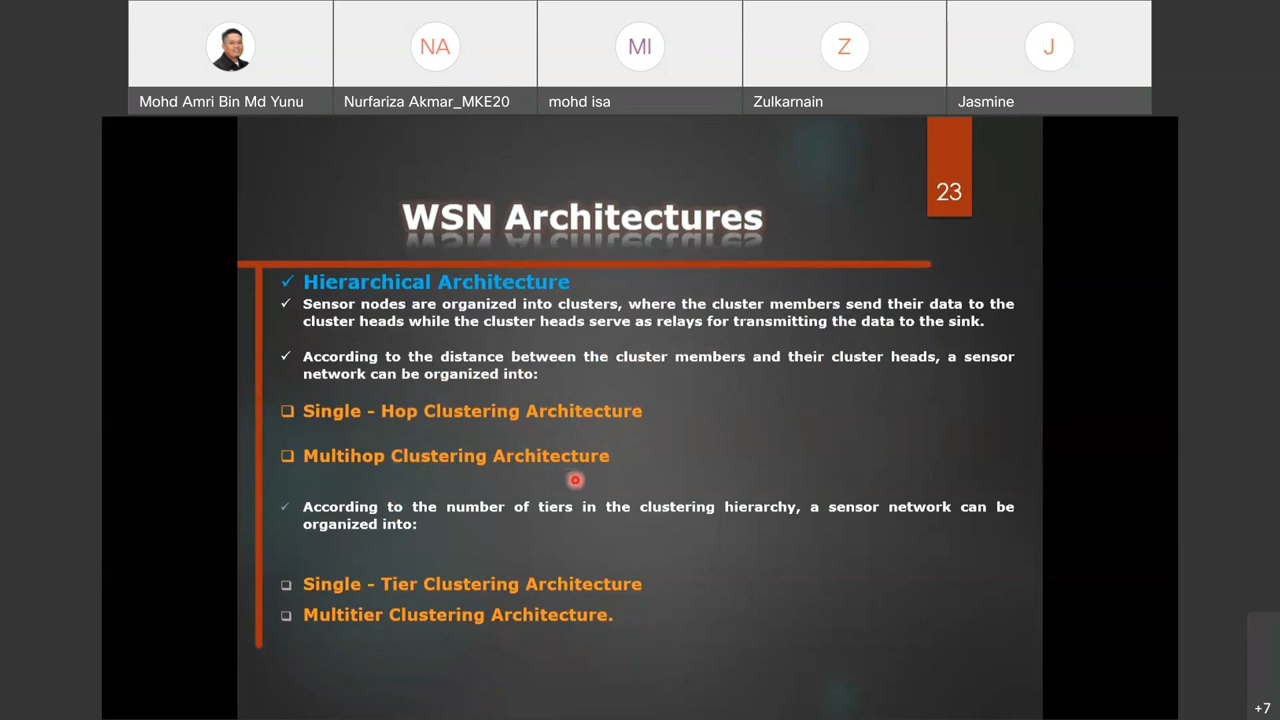 NA
MI
Z
J
Mohd Amri Bin Md Yunu
Nurfariza Akmar_MKE20
mohd isa
Zulkarnain
Jasmine
23
WSN Architectures
Hierarchical Architecture
Sensor nodes are organized into clusters, where the cluster members send their data to the
cluster heads while the cluster heads serve as relays for transmitting the data to the sink.
According to the distance between the cluster members and their cluster heads, a sensor
network can be organized into:
Single - Hop Clustering Architecture
Multihop Clustering Architecture
According to the number of tiers in the clustering hierarchy, a sensor network can be
organized into:
Single - Tier Clustering Architecture
Multitier Clustering Architecture.
+7